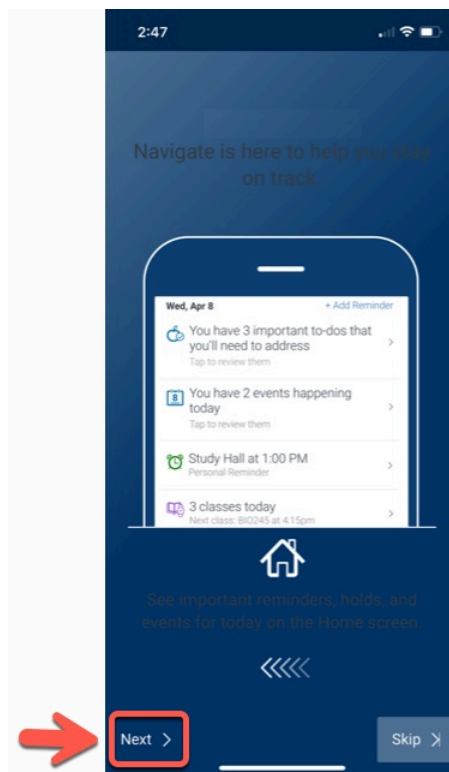 2:47
Navigate is here to help you stay
on track.
Wed, Apr 8
+ Add Reminder
You have 3 important to-dos that
you'll need to address
Tap to review them
8
You have 2 events happening
today
Tap to review them
Study Hall at 1:00 PM
Personal Reminder
3 classes today
Next class: BIO245 at 4:15pm
See important reminders, holds, and
events for today on the Home screen.
Next
Skip